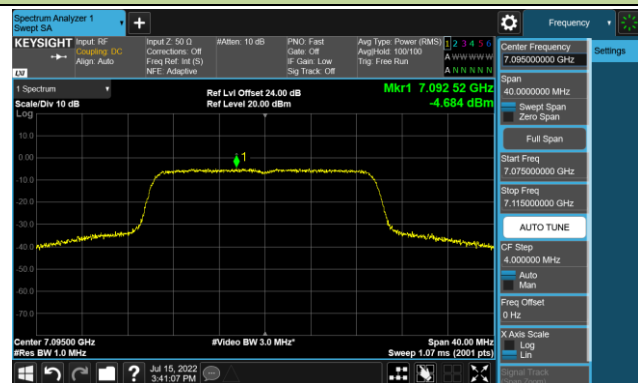 Spectrum Analyzer 1
Swept SA
Frequency
KEYSIGHT
Input: RF
Coupling: DC
Align: Auto
Input Z: 50 Ω
Corrections: Off
Freq Ref: Int (S)
NFE: Adaptive
#Atten: 10 dB
PNO: Fast
Gate: Off
IF Gain: Low
Sig Track: Off
Avg Type: Power (RMS)
Avg|Hold: 100/100
Trig: Free Run
1 2 3 4 5 6
A W W W W W
A N N N N N
LXI
1 Spectrum
Scale/Div 10 dB
Log
Ref Lvl Offset 24.00 dB
Ref Level 20.00 dBm
Mkr1 7.092 52 GHz
-4.684 dBm
10.0
0.00
-10.0
-20.0
-30.0
-40.0
-50.0
-60.0
-70.0
1
Center 7.09500 GHz
#Res BW 1.0 MHz
#Video BW 3.0 MHz*
Span 40.00 MHz
Sweep 1.07 ms (2001 pts)
Jul 15, 2022
3:41:07 PM
Center Frequency
7.095000000 GHz
Settings
Span
40.0000000 MHz
Swept Span
Zero Span
Full Span
Start Freq
7.075000000 GHz
Stop Freq
7.115000000 GHz
AUTO TUNE
CF Step
4.000000 MHz
Auto
Man
Freq Offset
0 Hz
X Axis Scale
Log
Lin
Signal Track